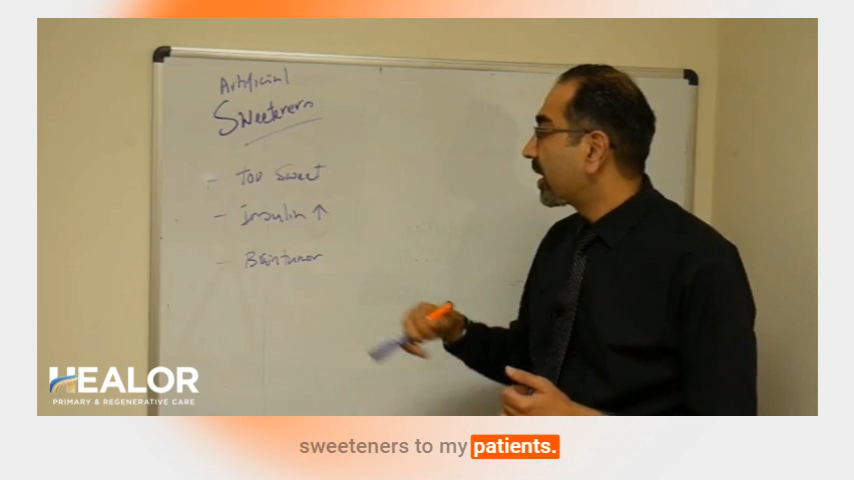 Artificial
Sweeteners
- too sweet
- Insulin ↑
- Brain tumor
HEALOR
PRIMARY & REGENERATIVE CARE
sweeteners to my patients.